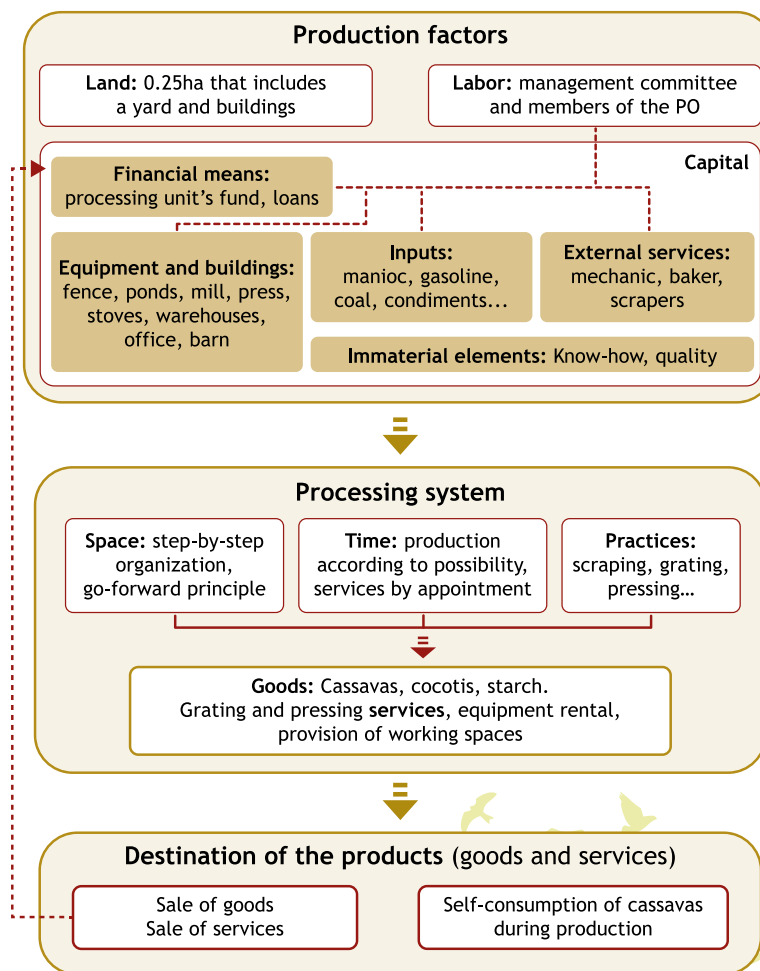 Production factors
Land: 0.25ha that includes
a yard and buildings
Labor: management committee
and members of the PO
Capital
Financial means:
processing unit's fund, loans
Equipment and buildings:
fence, ponds, mill, press,
stoves, warehouses,
office, barn
Inputs:
manioc, gasoline,
coal, condiments...
External services:
mechanic, baker,
scrapers
Immaterial elements: Know-how, quality
Processing system
Space: step-by-step
organization,
go-forward principle
Time: production
according to possibility,
services by appointment
Practices:
scraping, grating,
pressing…
Goods: Cassavas, cocotis, starch.
Grating and pressing services, equipment rental,
provision of working spaces
Destination of the products (goods and services)
Sale of goods
Sale of services
Self-consumption of cassavas
during production